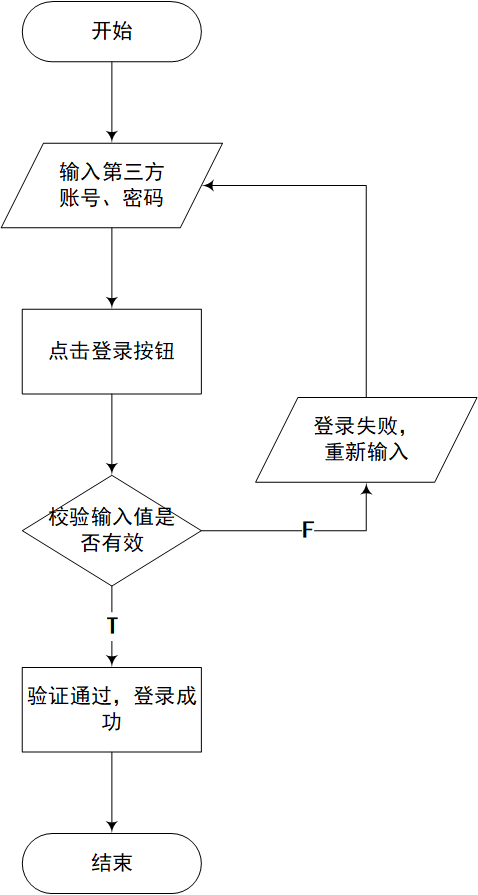 开始
输入第三方
账号、密码
点击登录按钮
登录失败，
重新输入
校验输入值是
否有效
F
T
验证通过，登录成
功
结束